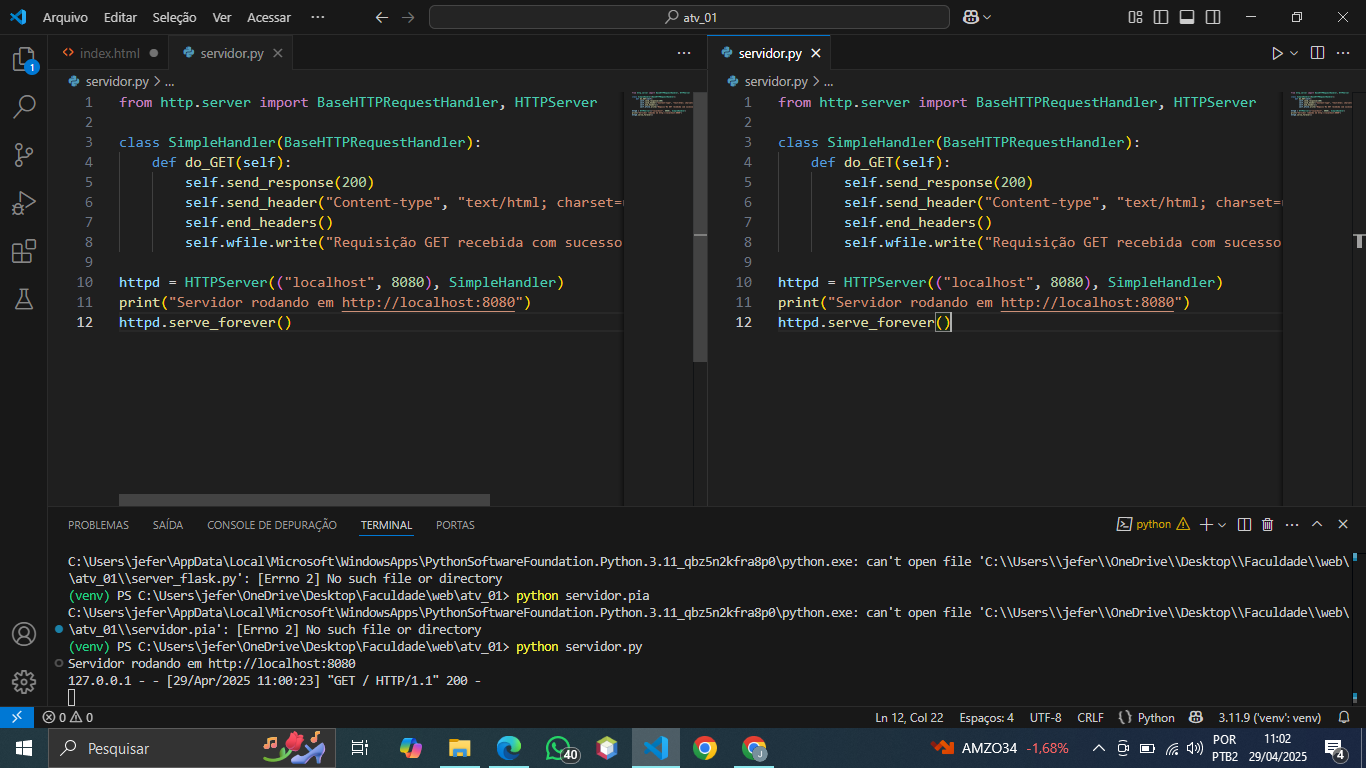 Arquivo Editar Seleção Ver Acessar ···
atv_01
index.html
servidor.py
servidor.py
servidor.py > ...
servidor.py > ...
1 from http.server import BaseHTTPRequestHandler, HTTPServer
2
3 class SimpleHandler(BaseHTTPRequestHandler):
4 def do_GET(self):
5 self.send_response(200)
6 self.send_header("Content-type", "text/html; charset=
7 self.end_headers()
8 self.wfile.write("Requisição GET recebida com sucesso
9
10 httpd = HTTPServer(("localhost", 8080), SimpleHandler)
11 print("Servidor rodando em http://localhost:8080")
12 httpd.serve_forever()
1 from http.server import BaseHTTPRequestHandler, HTTPServer
2
3 class SimpleHandler(BaseHTTPRequestHandler):
4 def do_GET(self):
5 self.send_response(200)
6 self.send_header("Content-type", "text/html; charset=
7 self.end_headers()
8 self.wfile.write("Requisição GET recebida com sucesso
9
10 httpd = HTTPServer(("localhost", 8080), SimpleHandler)
11 print("Servidor rodando em http://localhost:8080")
12 httpd.serve_forever()
1
PROBLEMAS SAÍDA CONSOLE DE DEPURAÇÃO TERMINAL PORTAS
python
C:\Users\jefer\AppData\Local\Microsoft\WindowsApps\PythonSoftwareFoundation.Python.3.11_qbz5n2kfra8p0\python.exe: can't open file 'C:\\Users\\jefer\\OneDrive\\Desktop\\Faculdade\\web\
\atv_01\\server_flask.py': [Errno 2] No such file or directory
(venv) PS C:\Users\jefer\OneDrive\Desktop\Faculdade\web\atv_01> python servidor.pia
C:\Users\jefer\AppData\Local\Microsoft\WindowsApps\PythonSoftwareFoundation.Python.3.11_qbz5n2kfra8p0\python.exe: can't open file 'C:\\Users\\jefer\\OneDrive\\Desktop\\Faculdade\\web\
\atv_01\\servidor.pia': [Errno 2] No such file or directory
(venv) PS C:\Users\jefer\OneDrive\Desktop\Faculdade\web\atv_01> python servidor.py
Servidor rodando em http://localhost:8080
127.0.0.1 - - [29/Apr/2025 11:00:23] "GET / HTTP/1.1" 200 -
0 0
Ln 12, Col 22 Espaços: 4 UTF-8 CRLF {} Python 3.11.9 ('venv': venv)
Pesquisar
40
J
AMZO34 -1,68%
POR
PTB2
11:02
29/04/2025
4